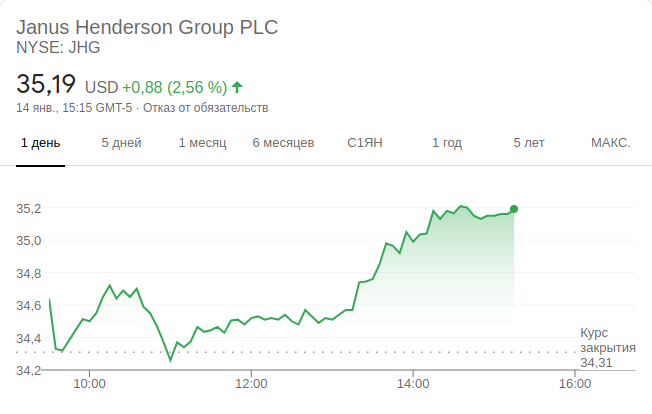 Janus Henderson Group PLC
NYSE: JHG
35,19 USD +0,88 (2,56 %)
14 янв., 15:15 GMT-5 · Отказ от обязательств
1 день 5 дней 1 месяц 6 месяцев С1ЯН 1 год 5 лет МАКС.
35,2
35,0
34,8
34,6
34,4
34,2
Курс
закрытия
34,31
10:00 12:00 14:00 16:00